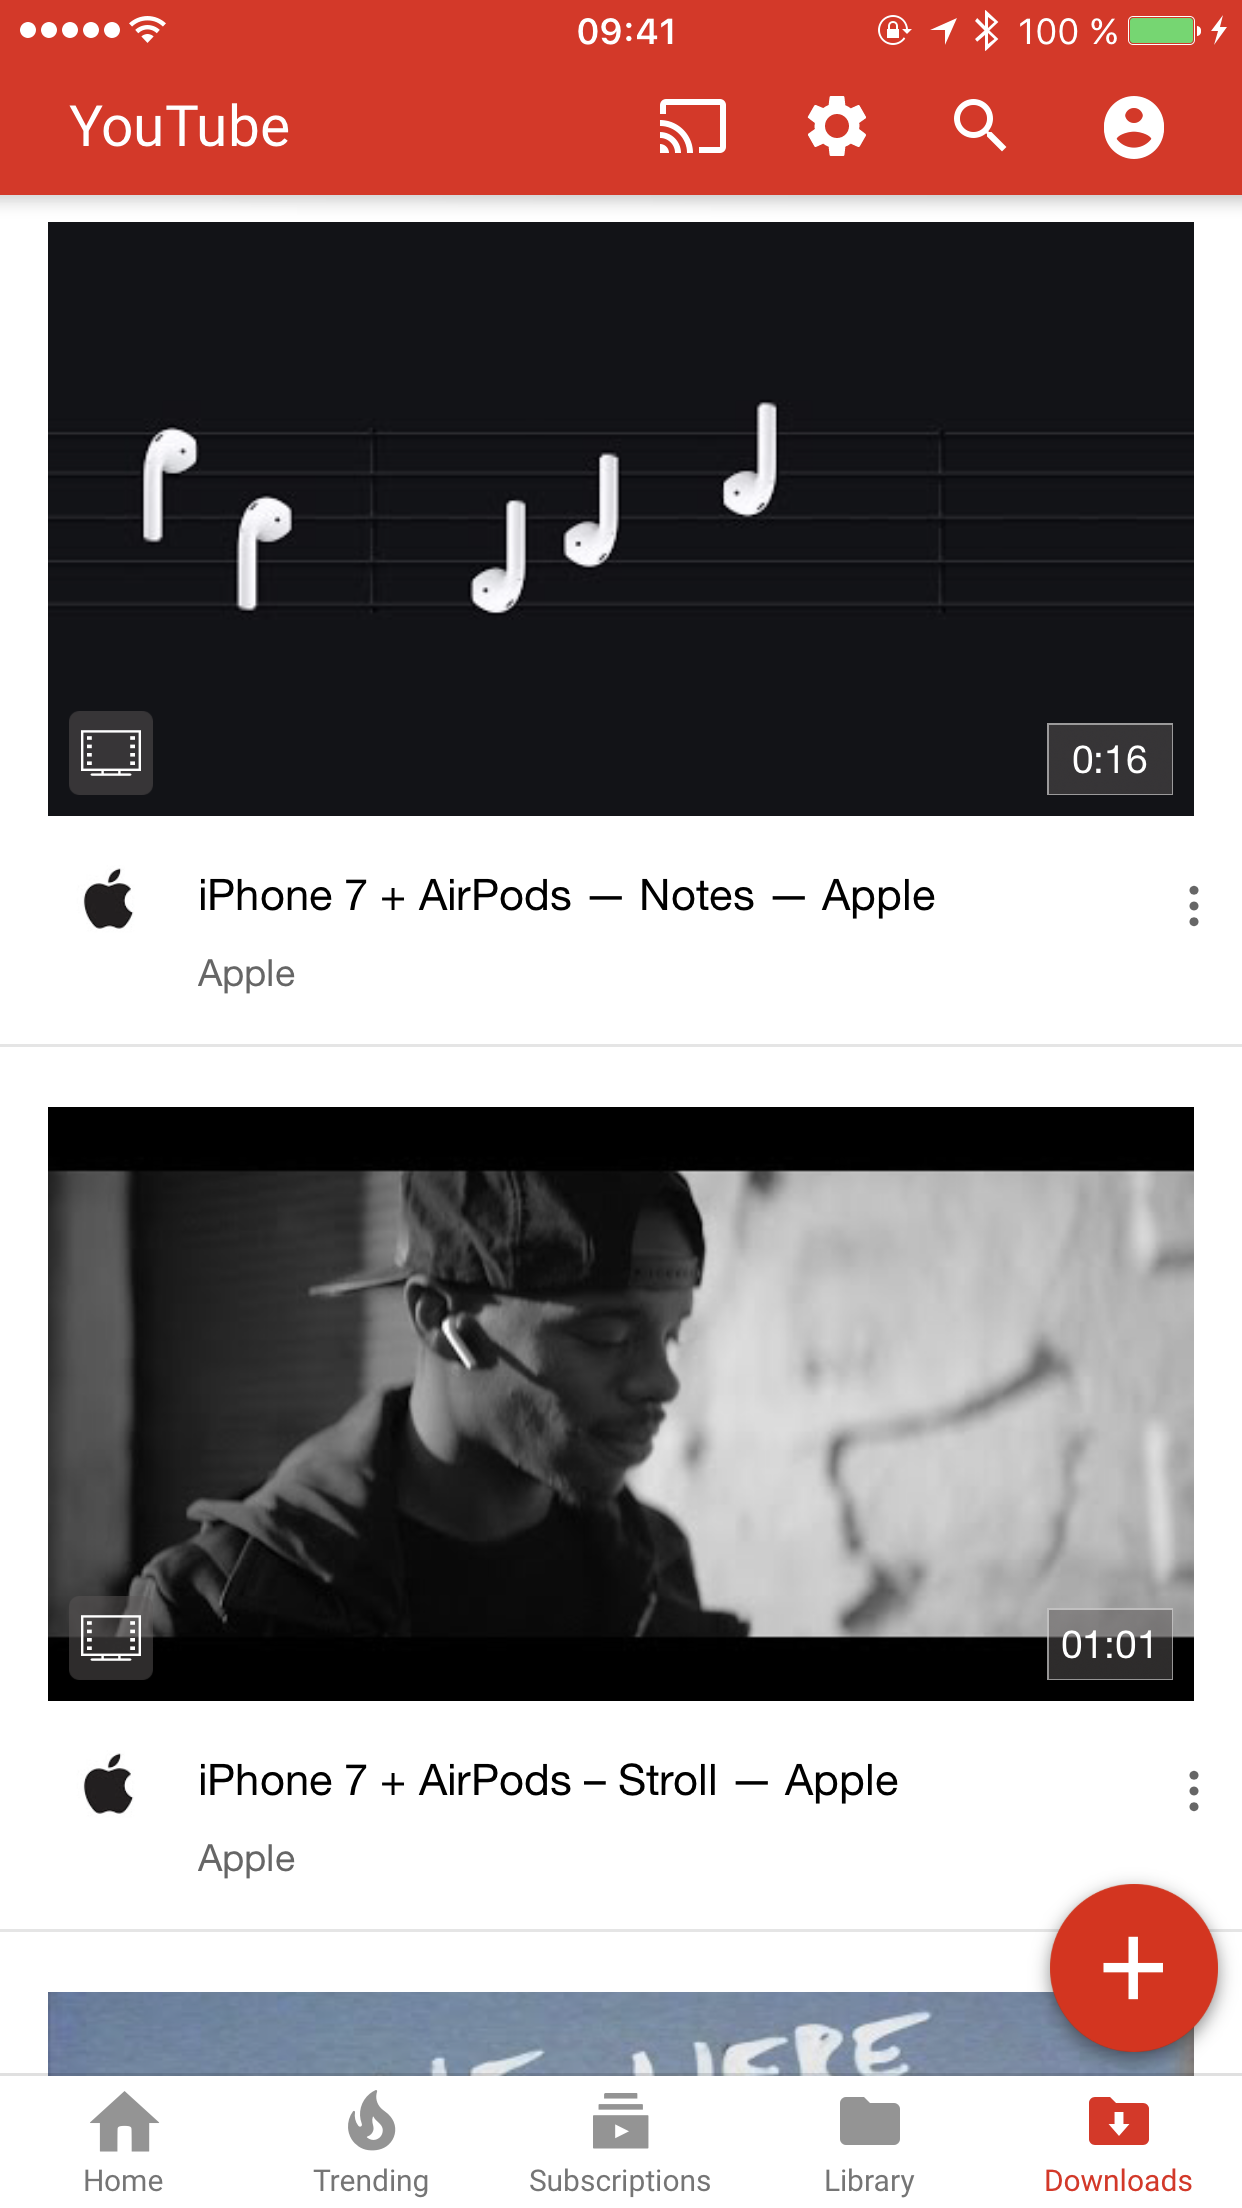 09:41
100 %
YouTube
0:16
iPhone 7 + AirPods — Notes — Apple
Apple
01:01
iPhone 7 + AirPods – Stroll — Apple
Apple
Home
Trending
Subscriptions
Library
Downloads